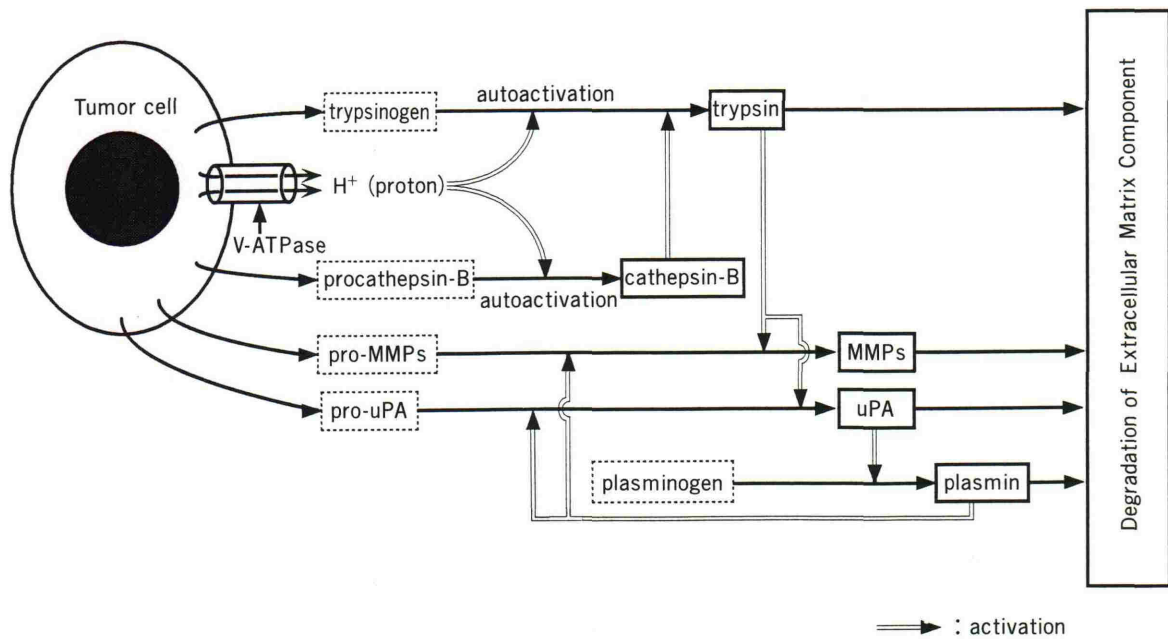 Tumor cell
autoactivation
trypsinogen
trypsin
H⁺ (proton)
V-ATPase
procathepsin-B
autoactivation
cathepsin-B
pro-MMPs
MMPs
pro-uPA
uPA
plasminogen
plasmin
Degradation of Extracellular Matrix Component
: activation